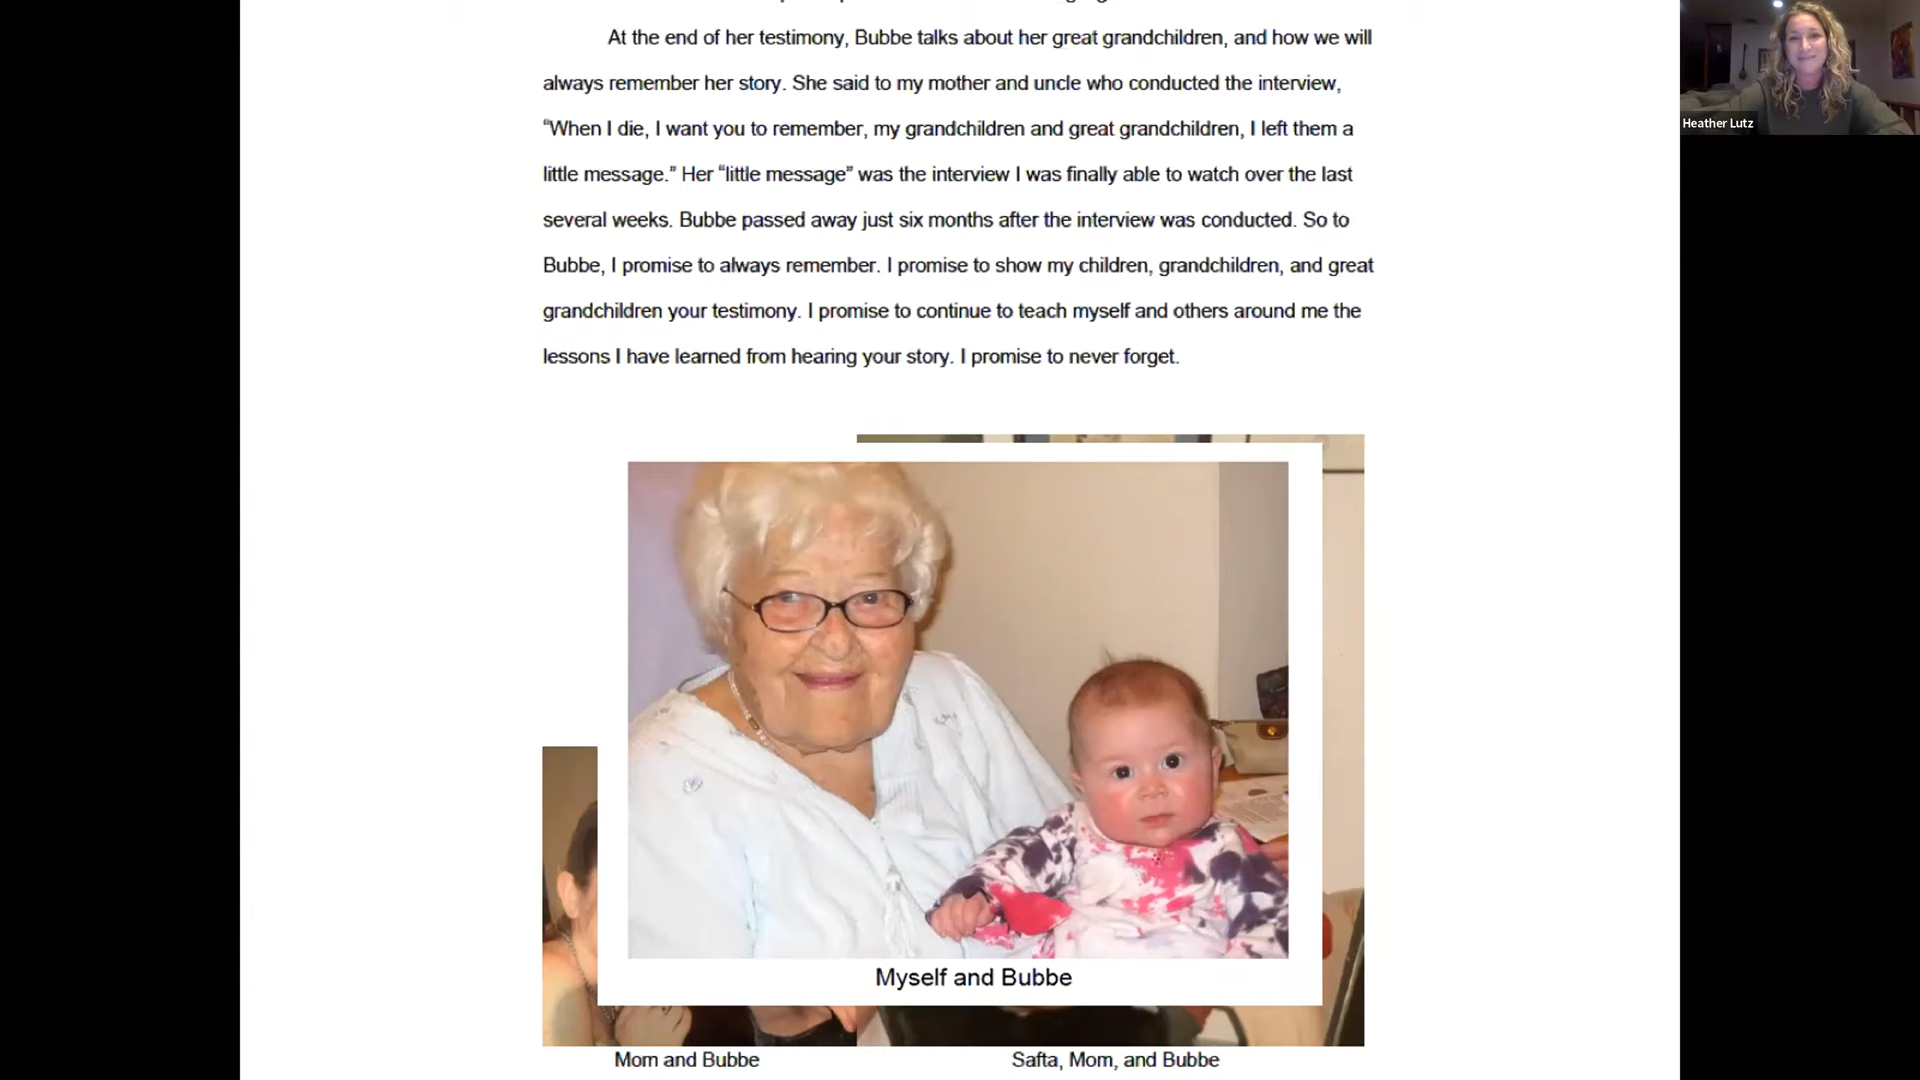 At the end of her testimony, Bubbe talks about her great grandchildren, and how we will
always remember her story. She said to my mother and uncle who conducted the interview,
“When I die, I want you to remember, my grandchildren and great grandchildren, I left them a
little message.” Her “little message” was the interview I was finally able to watch over the last
several weeks. Bubbe passed away just six months after the interview was conducted. So to
Bubbe, I promise to always remember. I promise to show my children, grandchildren, and great
grandchildren your testimony. I promise to continue to teach myself and others around me the
lessons I have learned from hearing your story. I promise to never forget.
Heather Lutz
Myself and Bubbe
Mom and Bubbe
Safta, Mom, and Bubbe